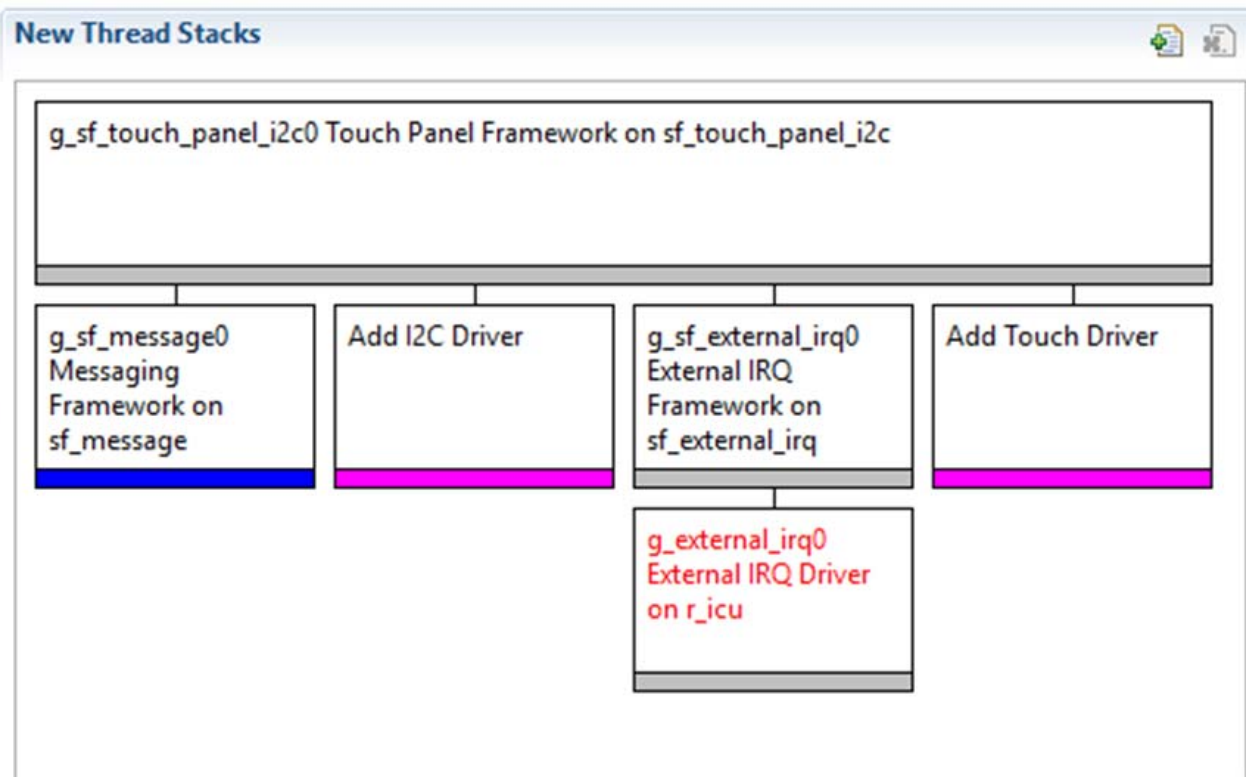 New Thread Stacks
g_sf_touch_panel_i2c0 Touch Panel Framework on sf_touch_panel_i2c
g_sf_message0
Messaging
Framework on
sf_message
Add I2C Driver
g_sf_external_irq0
External IRQ
Framework on
sf_external_irq
Add Touch Driver
g_external_irq0
External IRQ Driver
on r_icu